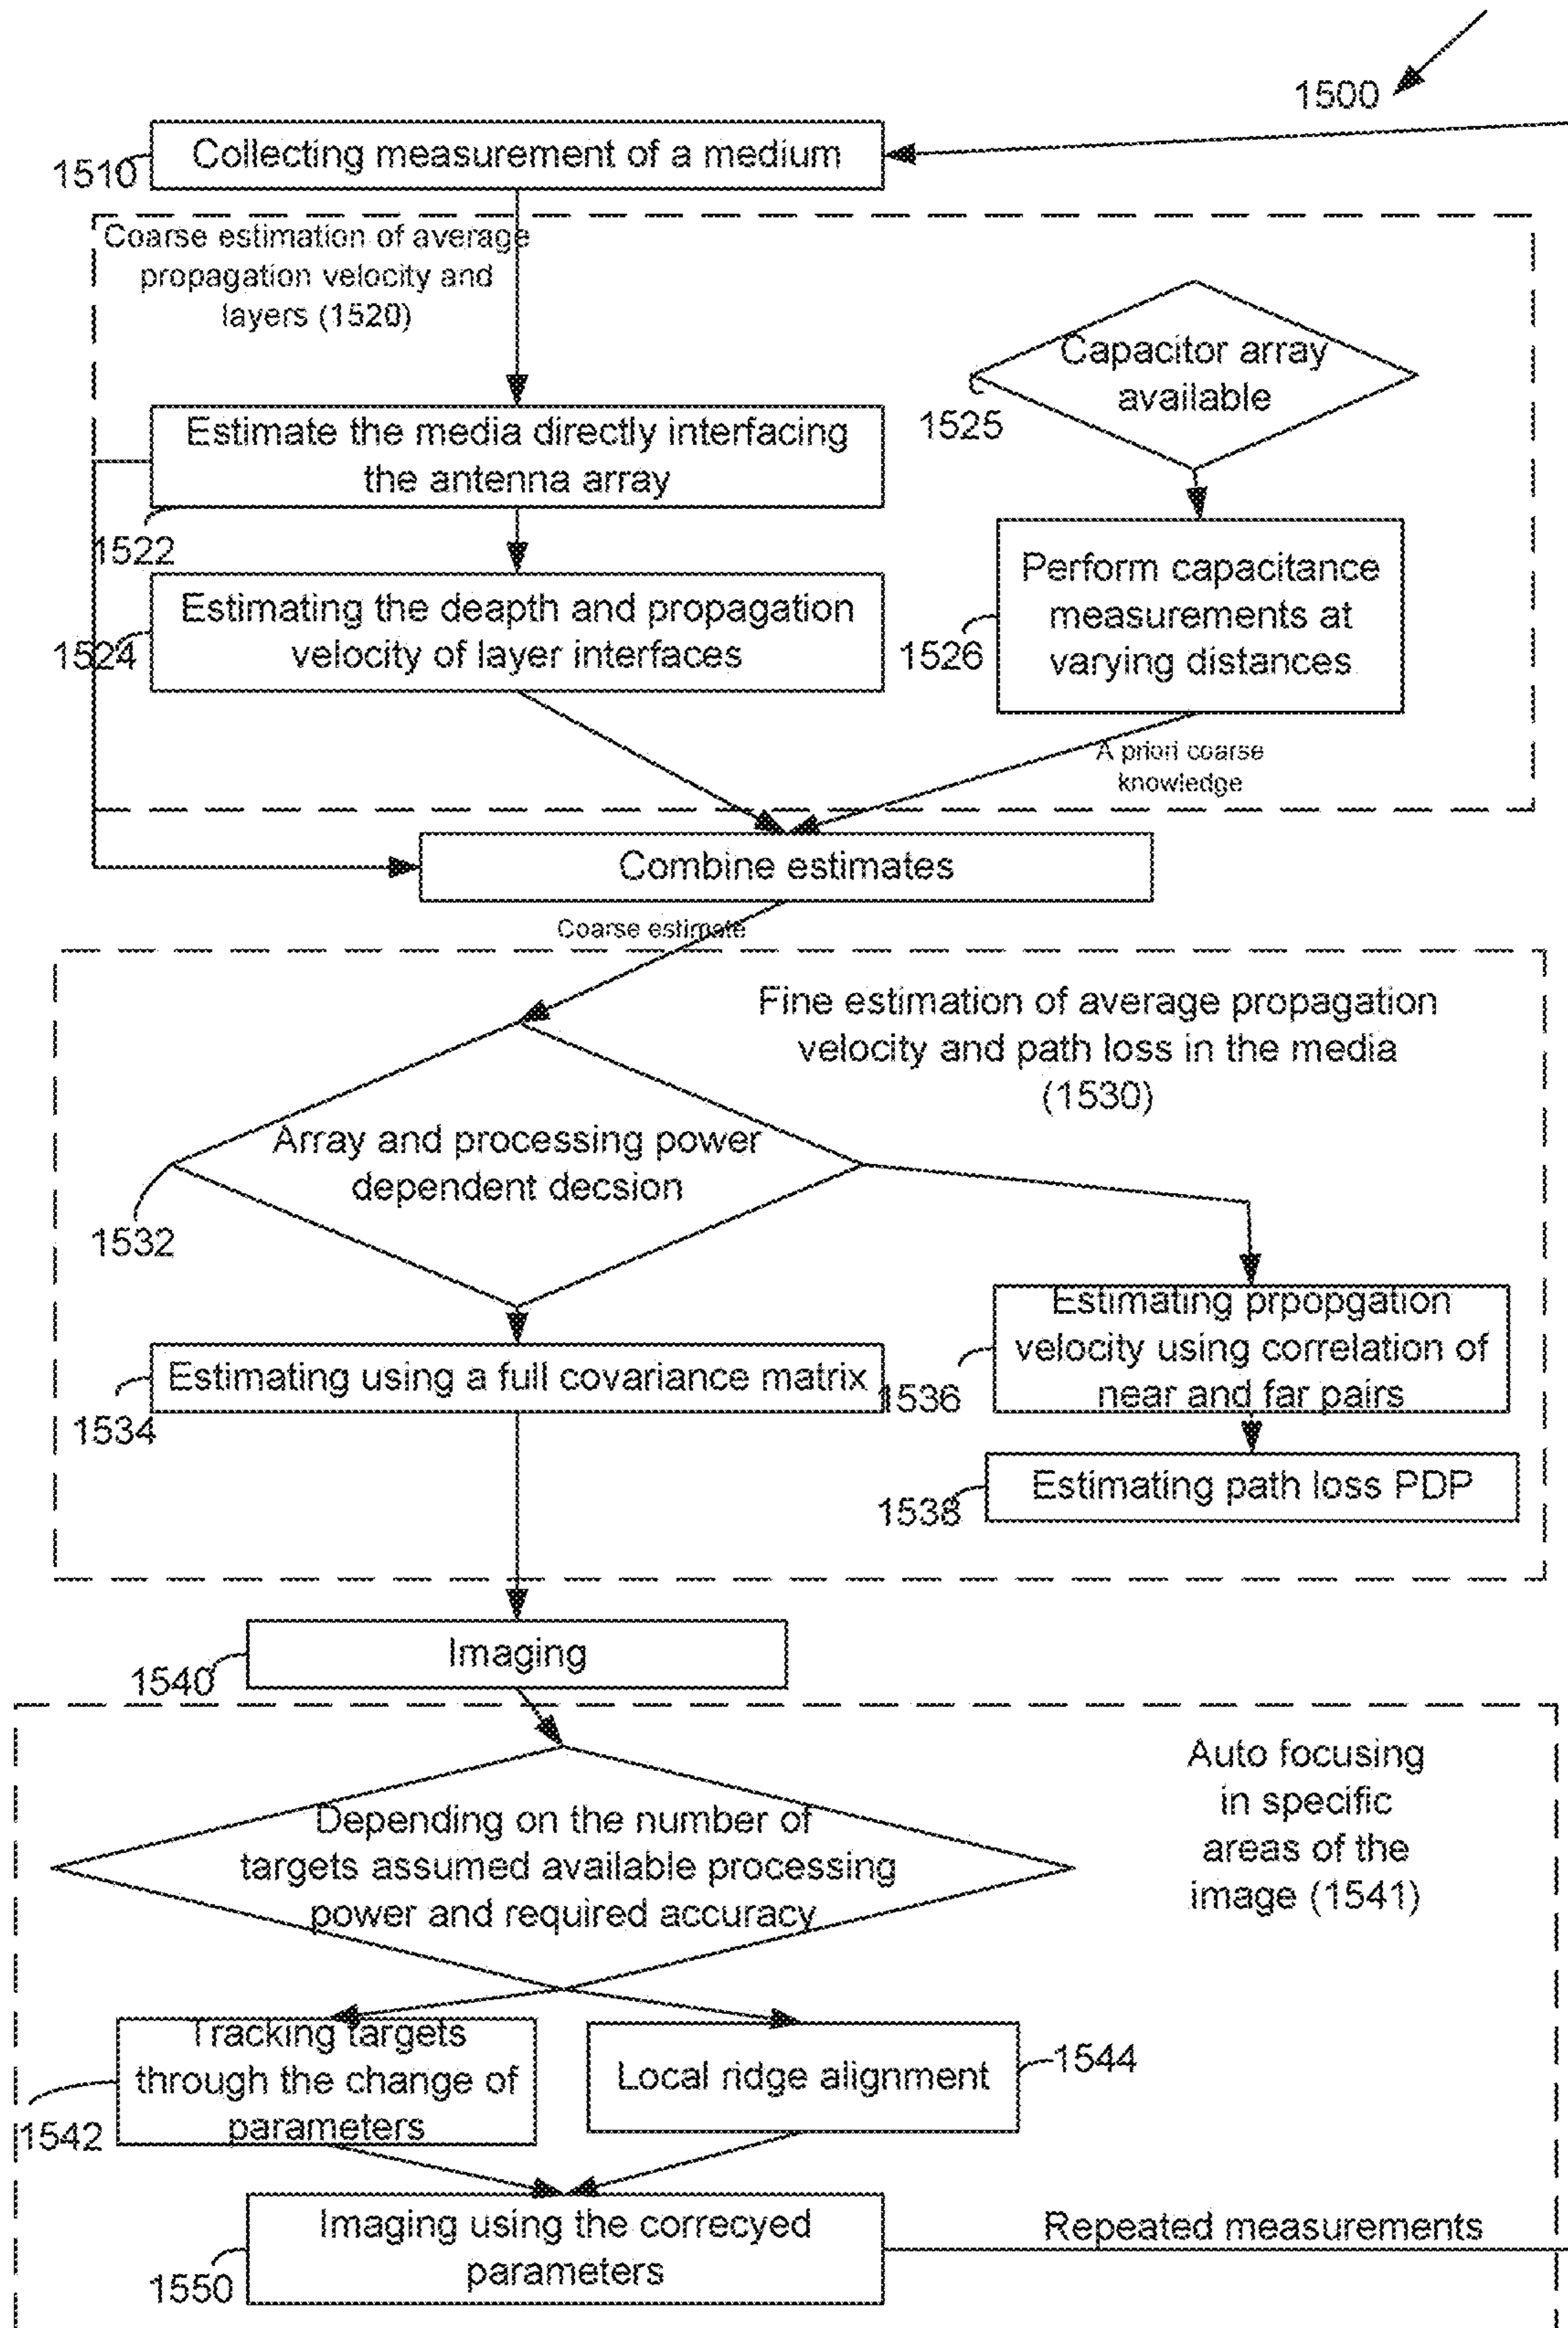 1500
Collecting measurement of a medium
1510
Coarse estimation of average
propagation velocity and
layers (1520)
Capacitor array
available
1525
Estimate the media directly interfacing
the antenna array
1522
Perform capacitance
measurements at
varying distances
1526
Estimating the deapth and propagation
velocity of layer interfaces
1524
A priori coarse
knowledge
Combine estimates
Coarse estimate
Fine estimation of average propagation
velocity and path loss in the media
(1530)
Array and processing power
dependent decsion
1532
Estimating prpopgation
velocity using correlation of
near and far pairs
1536
Estimating using a full covariance matrix
1534
Estimating path loss PDP
1538
Imaging
1540
Auto focusing
in specific
areas of the
image (1541)
Depending on the number of
targets assumed available processing
power and required accuracy
Tracking targets
through the change of
parameters
1542
Local ridge alignment
1544
Imaging using the correcyed
parameters
1550
Repeated measurements